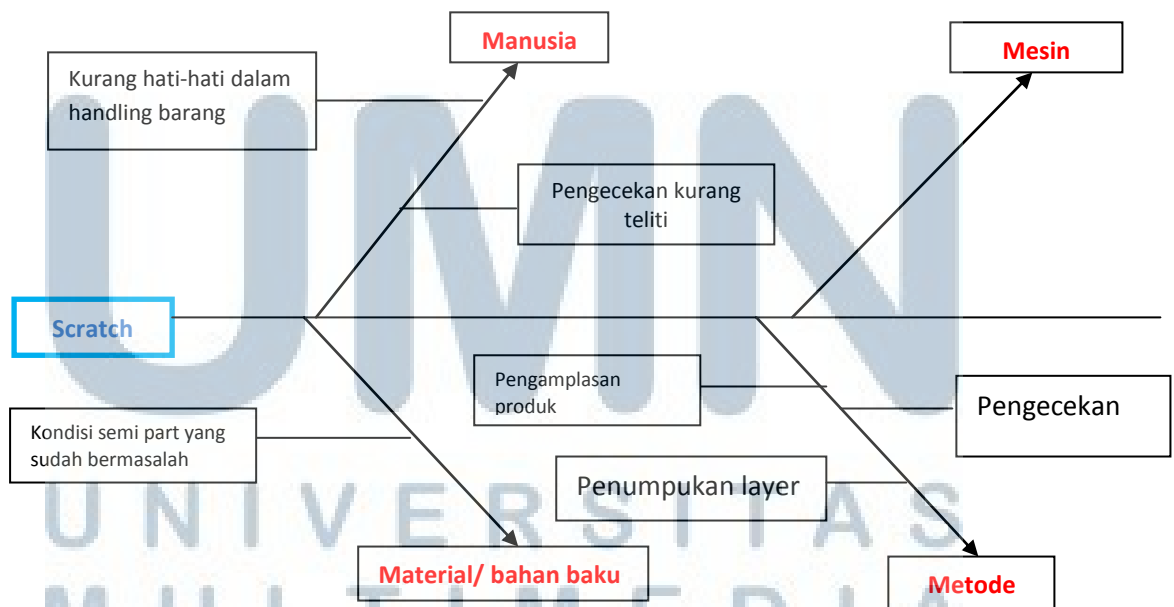 Manusia
Mesin
Kurang hati-hati dalam
handling barang
Pengecekan kurang
teliti
Scratch
Pengamplasan
produk
Pengecekan
Kondisi semi part yang
sudah bermasalah
Penumpukan layer
Material/ bahan baku
Metode
UMN
UNIVERSITAS
MULTIMEDIA